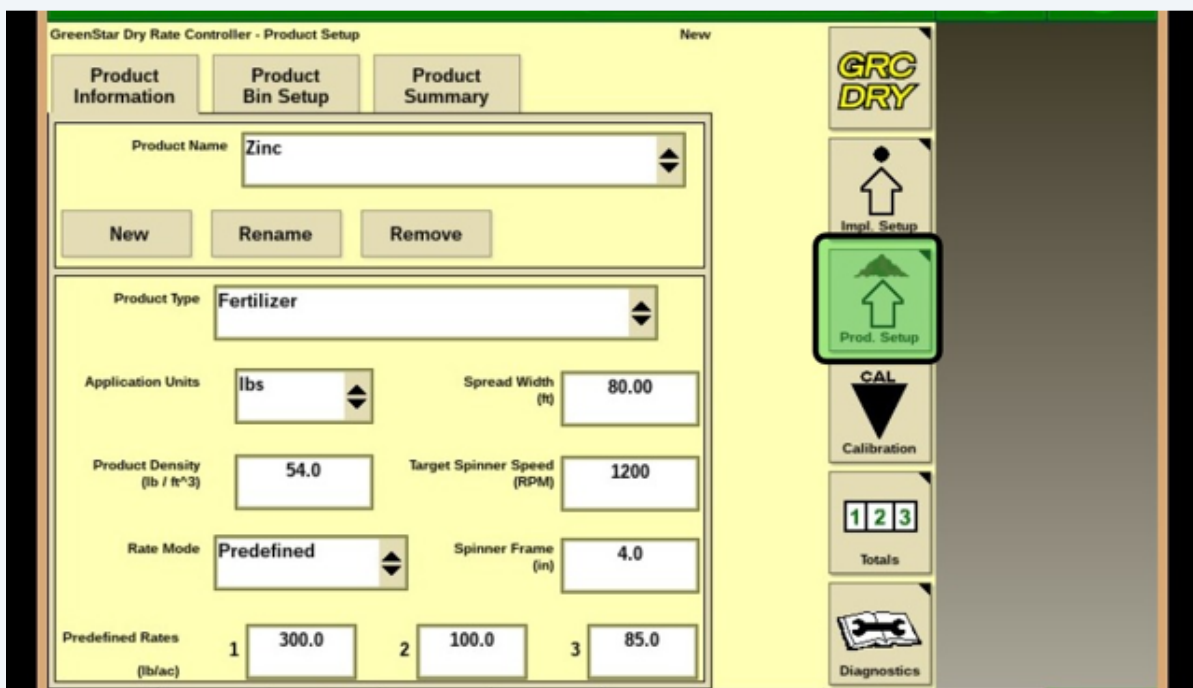 GreenStar Dry Rate Controller - Product Setup
New
Product
Information
Product
Bin Setup
Product
Summary
Product Name
Zinc
New
Rename
Remove
Product Type
Fertilizer
Application Units
lbs
Spread Width
(ft)
80.00
Product Density
(lb / ft^3)
54.0
Target Spinner Speed
(RPM)
1200
Rate Mode
Predefined
Spinner Frame
(in)
4.0
Predefined Rates
(lb/ac)
1
300.0
2
100.0
3
85.0
GRC
DRY
Impl. Setup
Prod. Setup
CAL
Calibration
1 2 3
Totals
Diagnostics